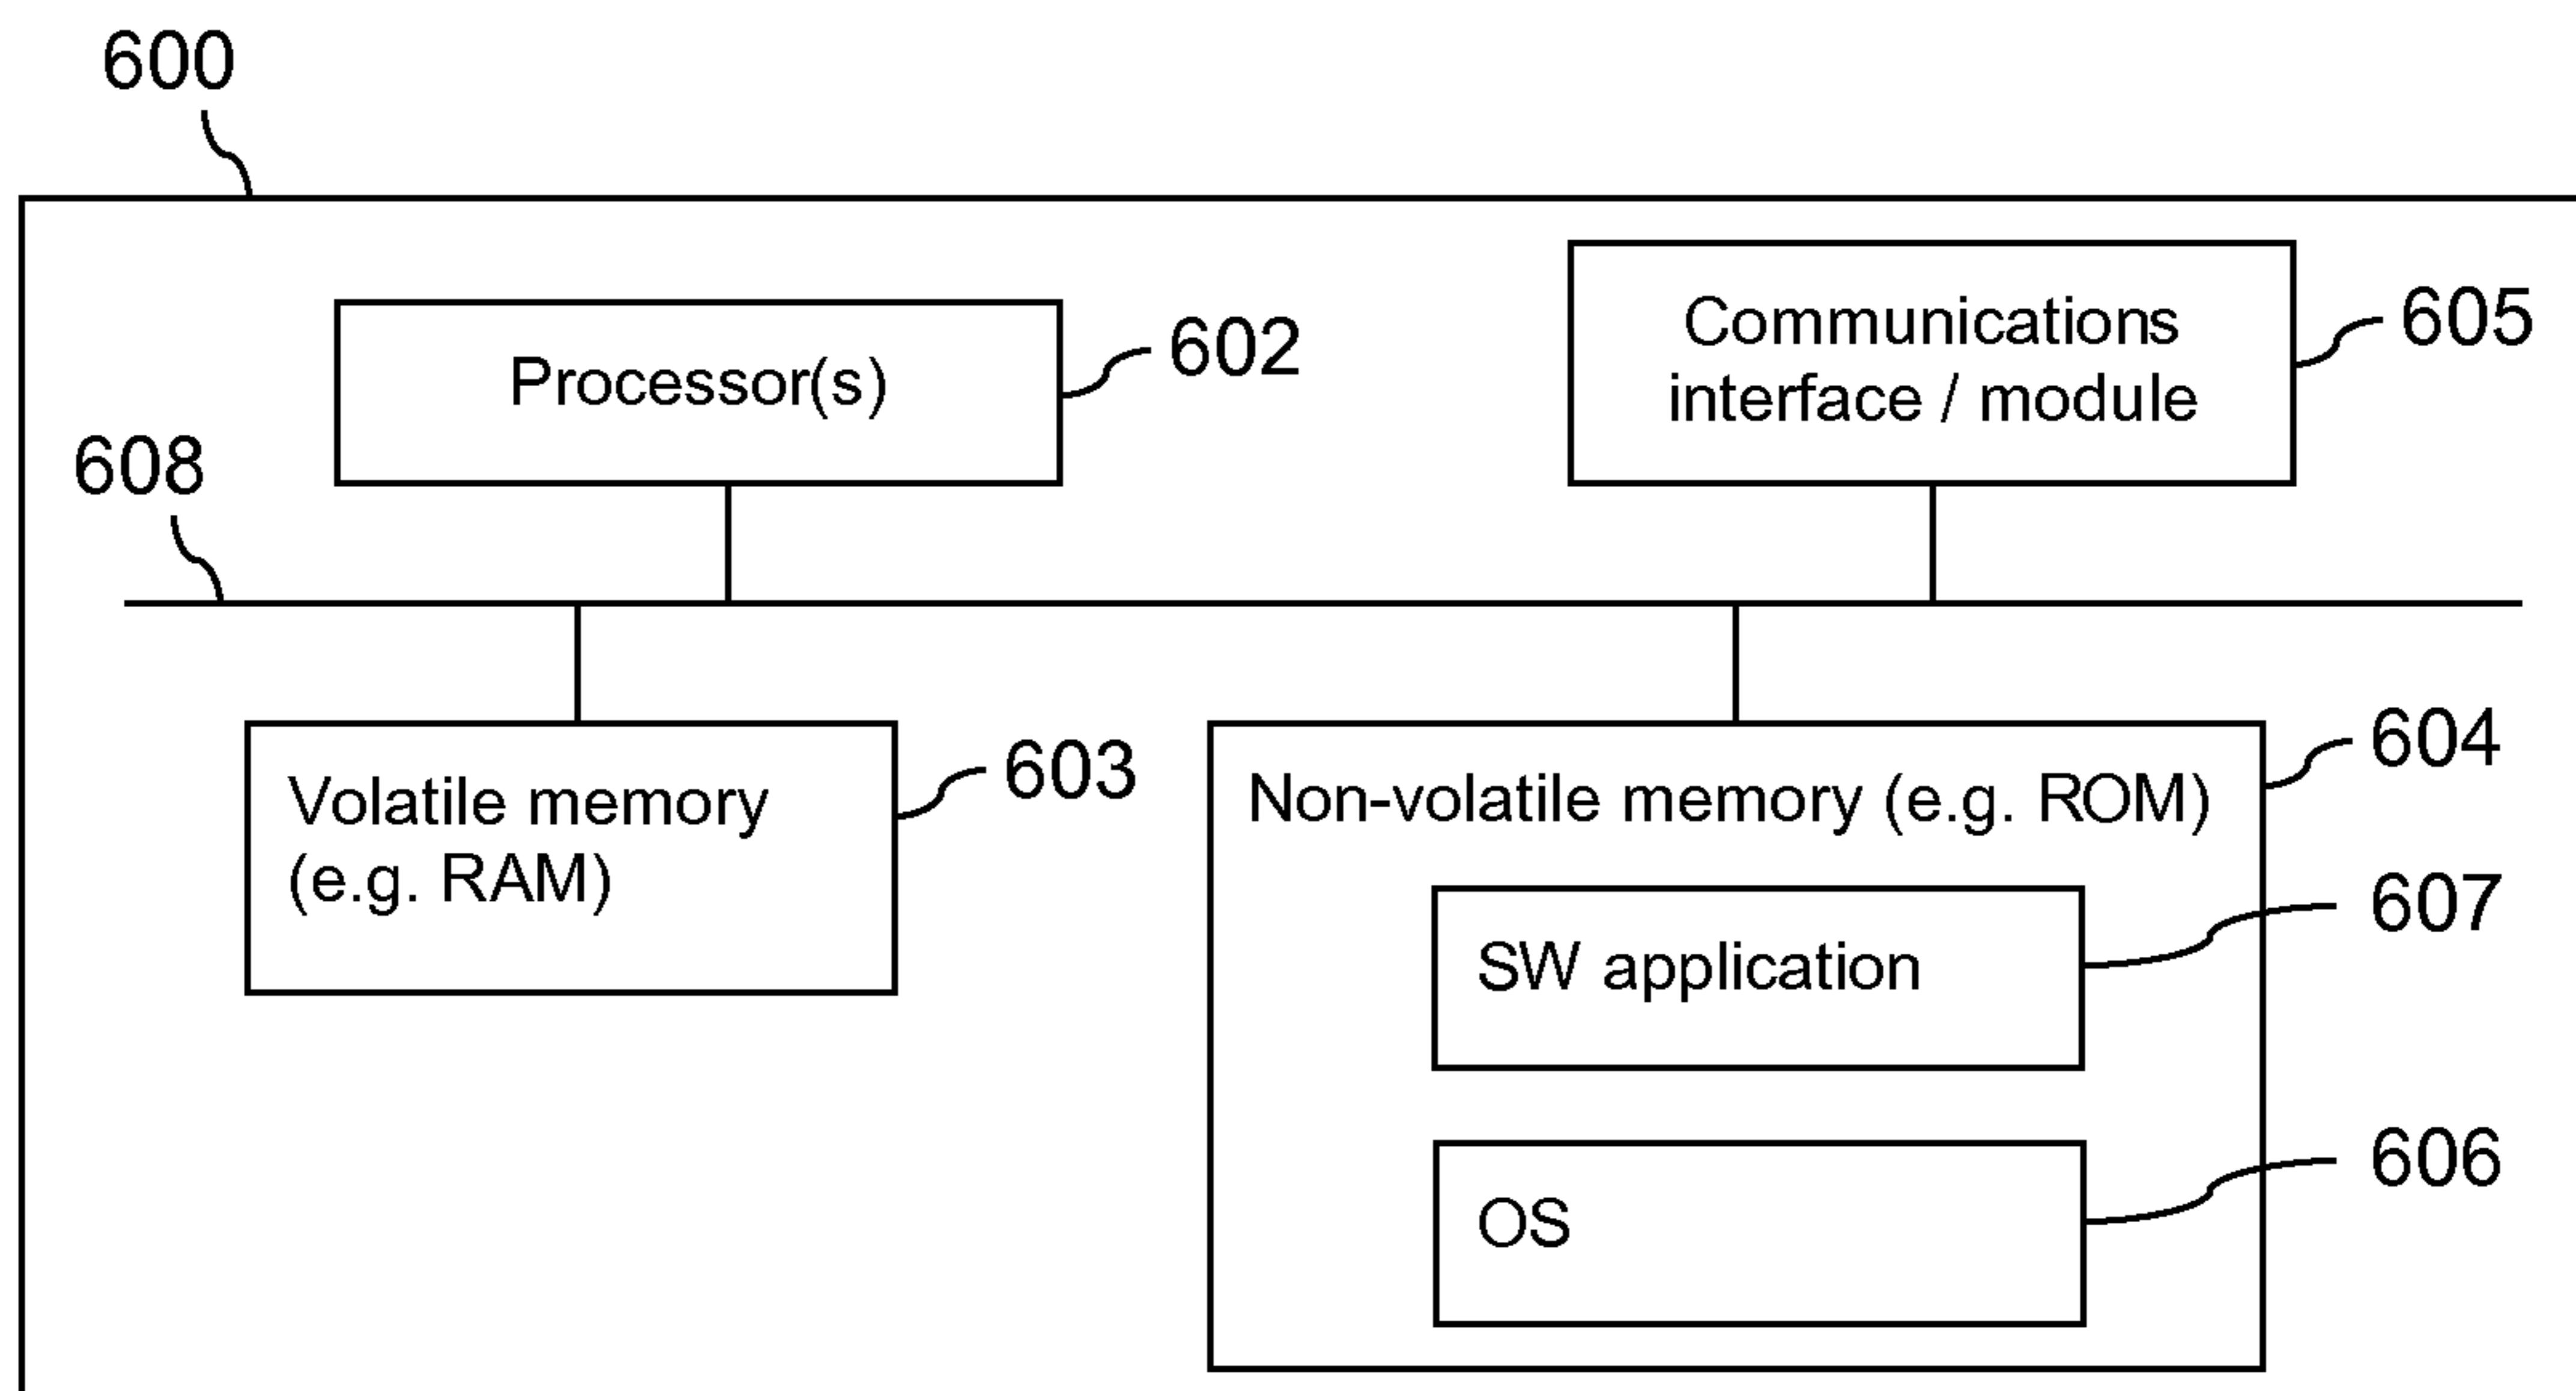 600
Processor(s)
602
Communications
interface / module
605
608
Volatile memory
(e.g. RAM)
603
Non-volatile memory (e.g. ROM)
604
SW application
607
OS
606